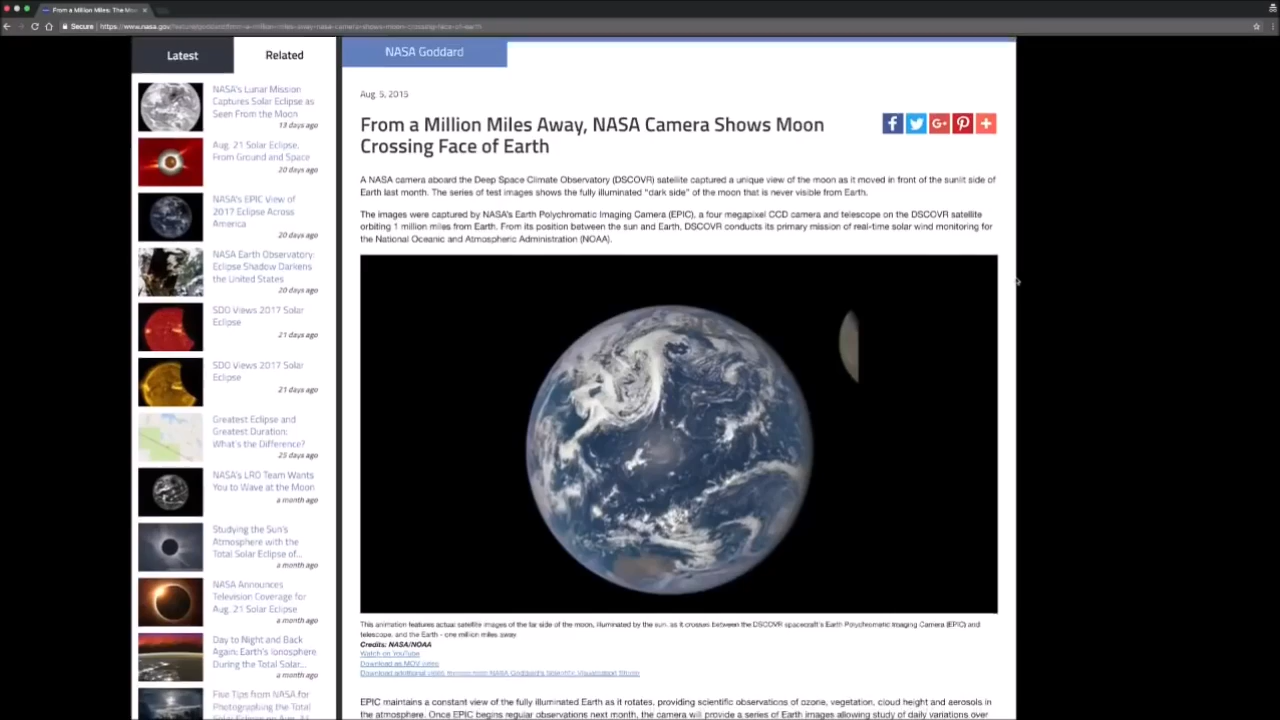 From a Million Miles: The Moo
Secure
https://www.nasa.gov/feature/goddard/from-a-million-miles-away-nasa-camera-shows-moon-crossing-face-of-earth
Latest
Related
NASA's Lunar Mission
Captures Solar Eclipse as
Seen From the Moon
13 days ago
Aug. 21 Solar Eclipse,
From Ground and Space
20 days ago
NASA's EPIC View of
2017 Eclipse Across
America
20 days ago
NASA Earth Observatory:
Eclipse Shadow Darkens
the United States
20 days ago
SDO Views 2017 Solar
Eclipse
21 days ago
SDO Views 2017 Solar
Eclipse
21 days ago
Greatest Eclipse and
Greatest Duration:
What's the Difference?
25 days ago
NASA's LRO Team Wants
You to Wave at the Moon
a month ago
Studying the Sun's
Atmosphere with the
Total Solar Eclipse of...
a month ago
NASA Announces
Television Coverage for
Aug. 21 Solar Eclipse
a month ago
Day to Night and Back
Again: Earth's Ionosphere
During the Total Solar...
a month ago
Five Tips from NASA for
Photographing the Total
NASA Goddard
Aug. 5, 2015
From a Million Miles Away, NASA Camera Shows Moon
Crossing Face of Earth
A NASA camera aboard the Deep Space Climate Observatory (DSCOVR) satellite captured a unique view of the moon as it moved in front of the sunlit side of
Earth last month. The series of test images shows the fully illuminated "dark side" of the moon that is never visible from Earth.
The images were captured by NASA's Earth Polychromatic Imaging Camera (EPIC), a four megapixel CCD camera and telescope on the DSCOVR satellite
orbiting 1 million miles from Earth. From its position between the sun and Earth, DSCOVR conducts its primary mission of real-time solar wind monitoring for
the National Oceanic and Atmospheric Administration (NOAA).
This animation features actual satellite images of the far side of the moon, illuminated by the sun, as it crosses between the DSCOVR spacecraft's Earth Polychromatic Imaging Camera (EPIC) and
telescope, and the Earth - one million miles away
Credits: NASA/NOAA
Watch on YouTube
Download as MOV video
Download additional video formats from NASA Goddard's Scientific Visualization Studio
EPIC maintains a constant view of the fully illuminated Earth as it rotates, providing scientific observations of ozone, vegetation, cloud height and aerosols in
the atmosphere. Once EPIC begins regular observations next month, the camera will provide a series of Earth images allowing study of daily variations over